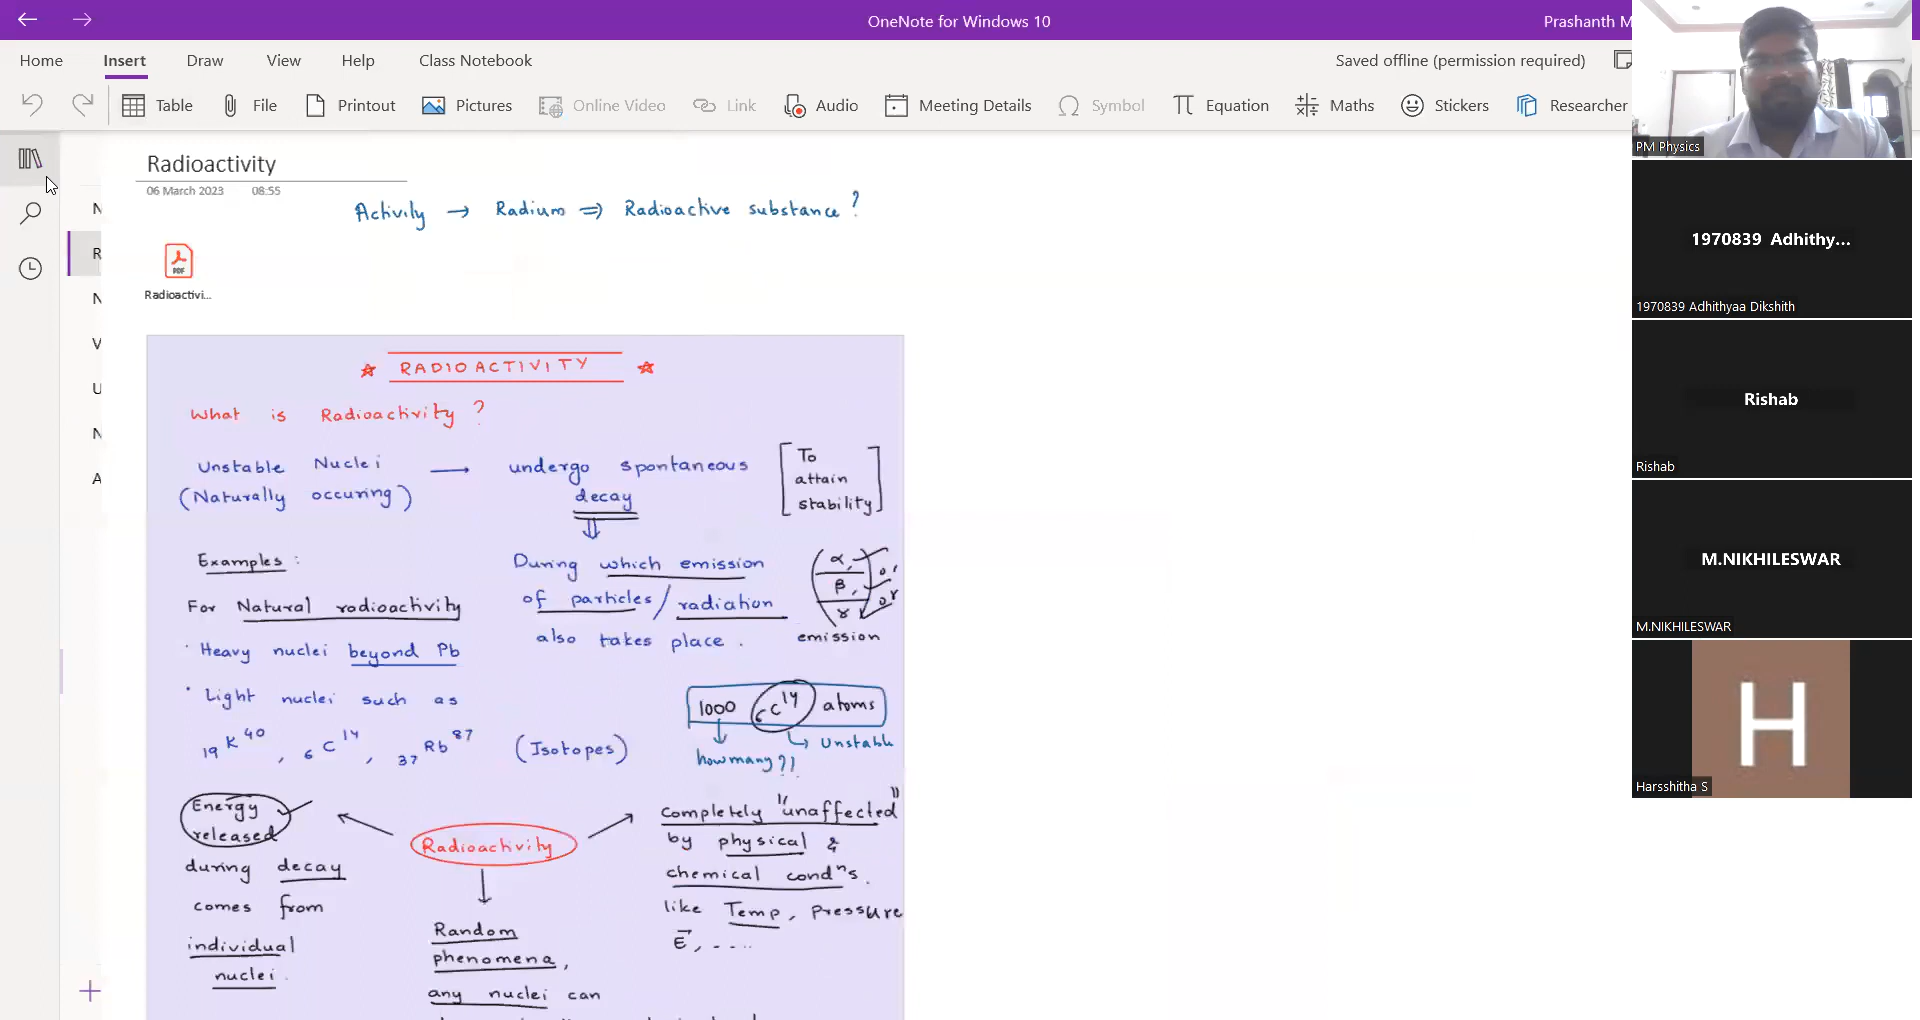 OneNote for Windows 10
Prashanth M
Home Insert Draw View Help Class Notebook
Saved offline (permission required)
Table File Printout Pictures Online Video Link Audio Meeting Details Symbol Equation Maths Stickers Researcher
PM Physics
Radioactivity
06 March 2023 08:55
Activity → Radium ⇒ Radioactive substance?
N
R
N
V
U
N
A
PDF
Radioactivi...
☆ RADIOACTIVITY ☆
What is Radioactivity?
Unstable Nuclei → undergo spontaneous
(Naturally occuring) decay
[To
attain
stability]
Examples :
During which emission
of particles/radiation
also takes place.
(α, or
β, or
γ)
emission
For Natural radioactivity
· Heavy nuclei beyond Pb
· Light nuclei such as
₁₉K⁴⁰, ₆C¹⁴, ₃₇Rb⁸⁷ (Isotopes)
1000 ₆C¹⁴ atoms
Unstable
how many??
Energy
released
during decay
comes from
individual
nuclei.
Radioactivity
Random
phenomena,
any nuclei can
completely "unaffected"
by physical &
chemical condⁿs.
like Temp, pressure
E⃗, ....
1970839 Adhithy...
1970839 Adhithyaa Dikshith
Rishab
Rishab
M.NIKHILESWAR
M.NIKHILESWAR
H
Harsshitha S